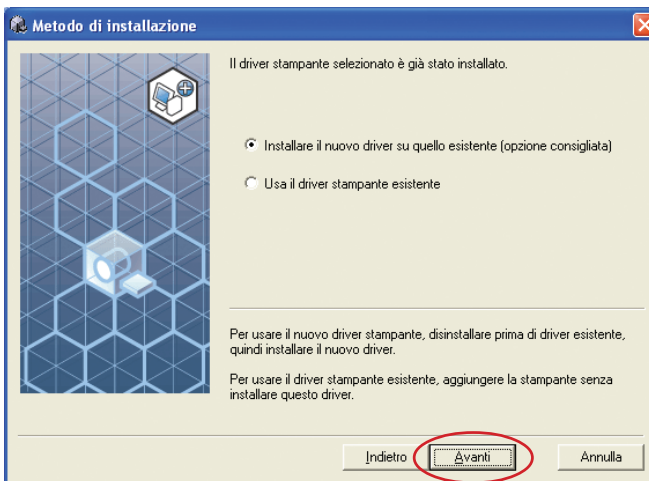 Metodo di installazione
Il driver stampante selezionato è già stato installato.
Installare il nuovo driver su quello esistente (opzione consigliata)
Usa il driver stampante esistente
Per usare il nuovo driver stampante, disinstallare prima di driver esistente,
quindi installare il nuovo driver.
Per usare il driver stampante esistente, aggiungere la stampante senza
installare questo driver.
Indietro Avanti Annulla